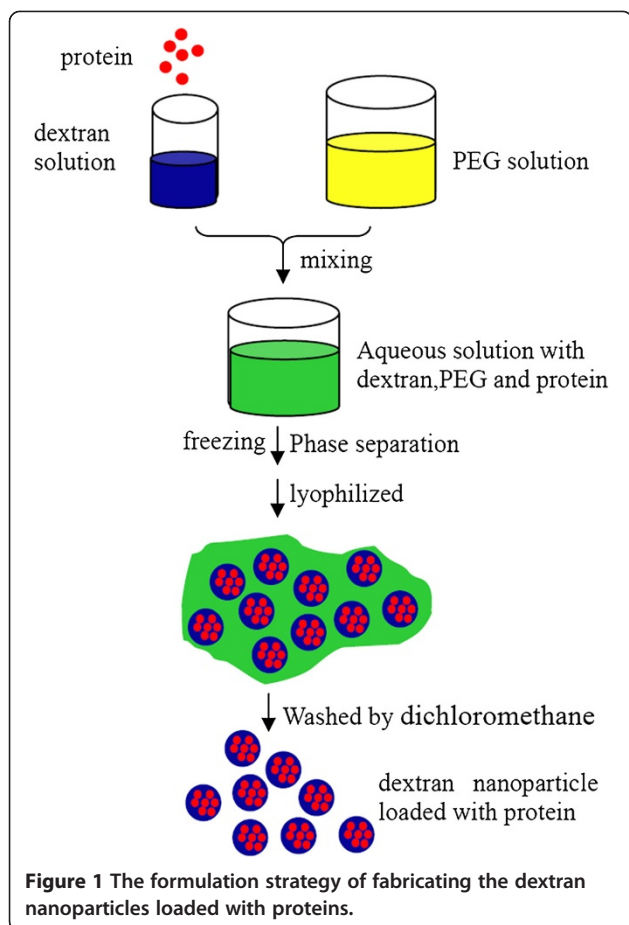 protein
dextran
solution
PEG solution
mixing
Aqueous solution with
dextran,PEG and protein
freezing Phase separation
lyophilized
Washed by dichloromethane
dextran nanoparticle
loaded with protein
Figure 1 The formulation strategy of fabricating the dextran
nanoparticles loaded with proteins.